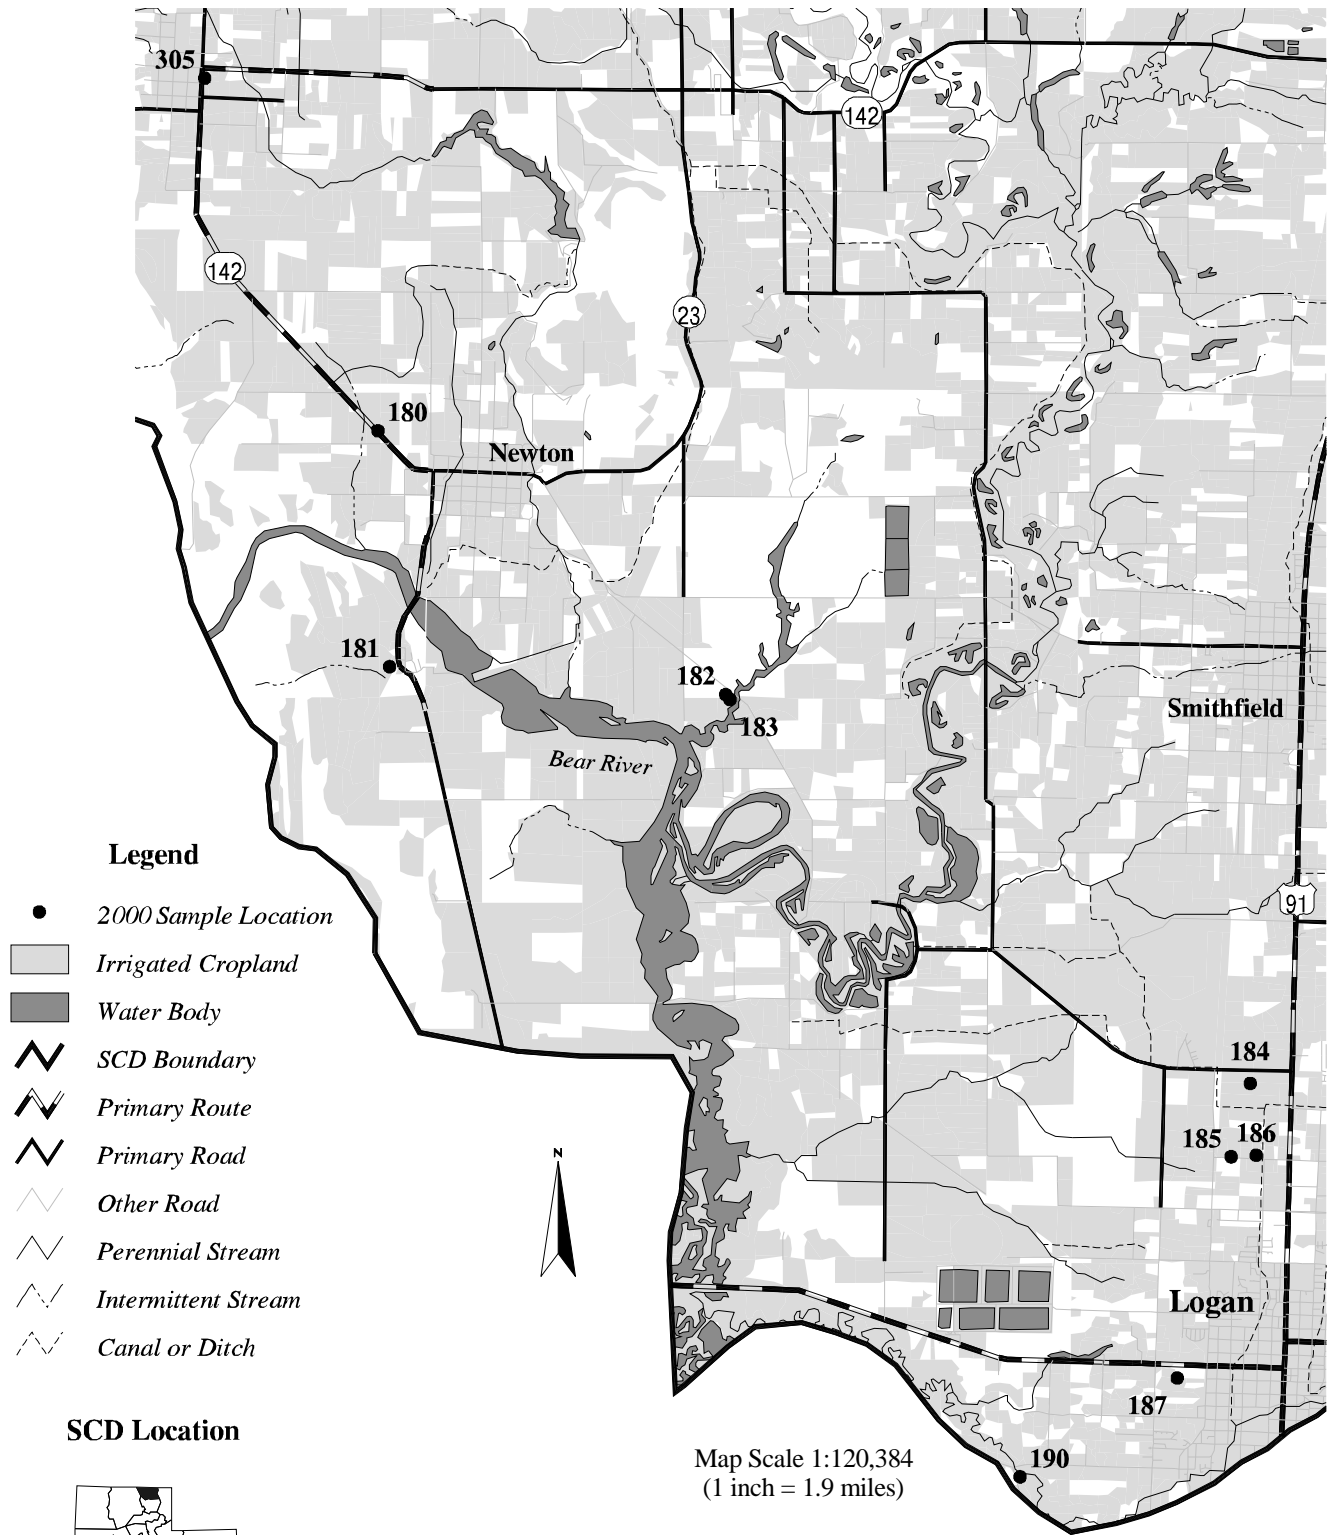 305
142
142
23
180
Newton
181
182
183
Smithfield
Bear River
91
184
185
186
Logan
187
190
Legend
2000 Sample Location
Irrigated Cropland
Water Body
SCD Boundary
Primary Route
Primary Road
Other Road
Perennial Stream
Intermittent Stream
Canal or Ditch
N
SCD Location
Map Scale 1:120,384
(1 inch = 1.9 miles)